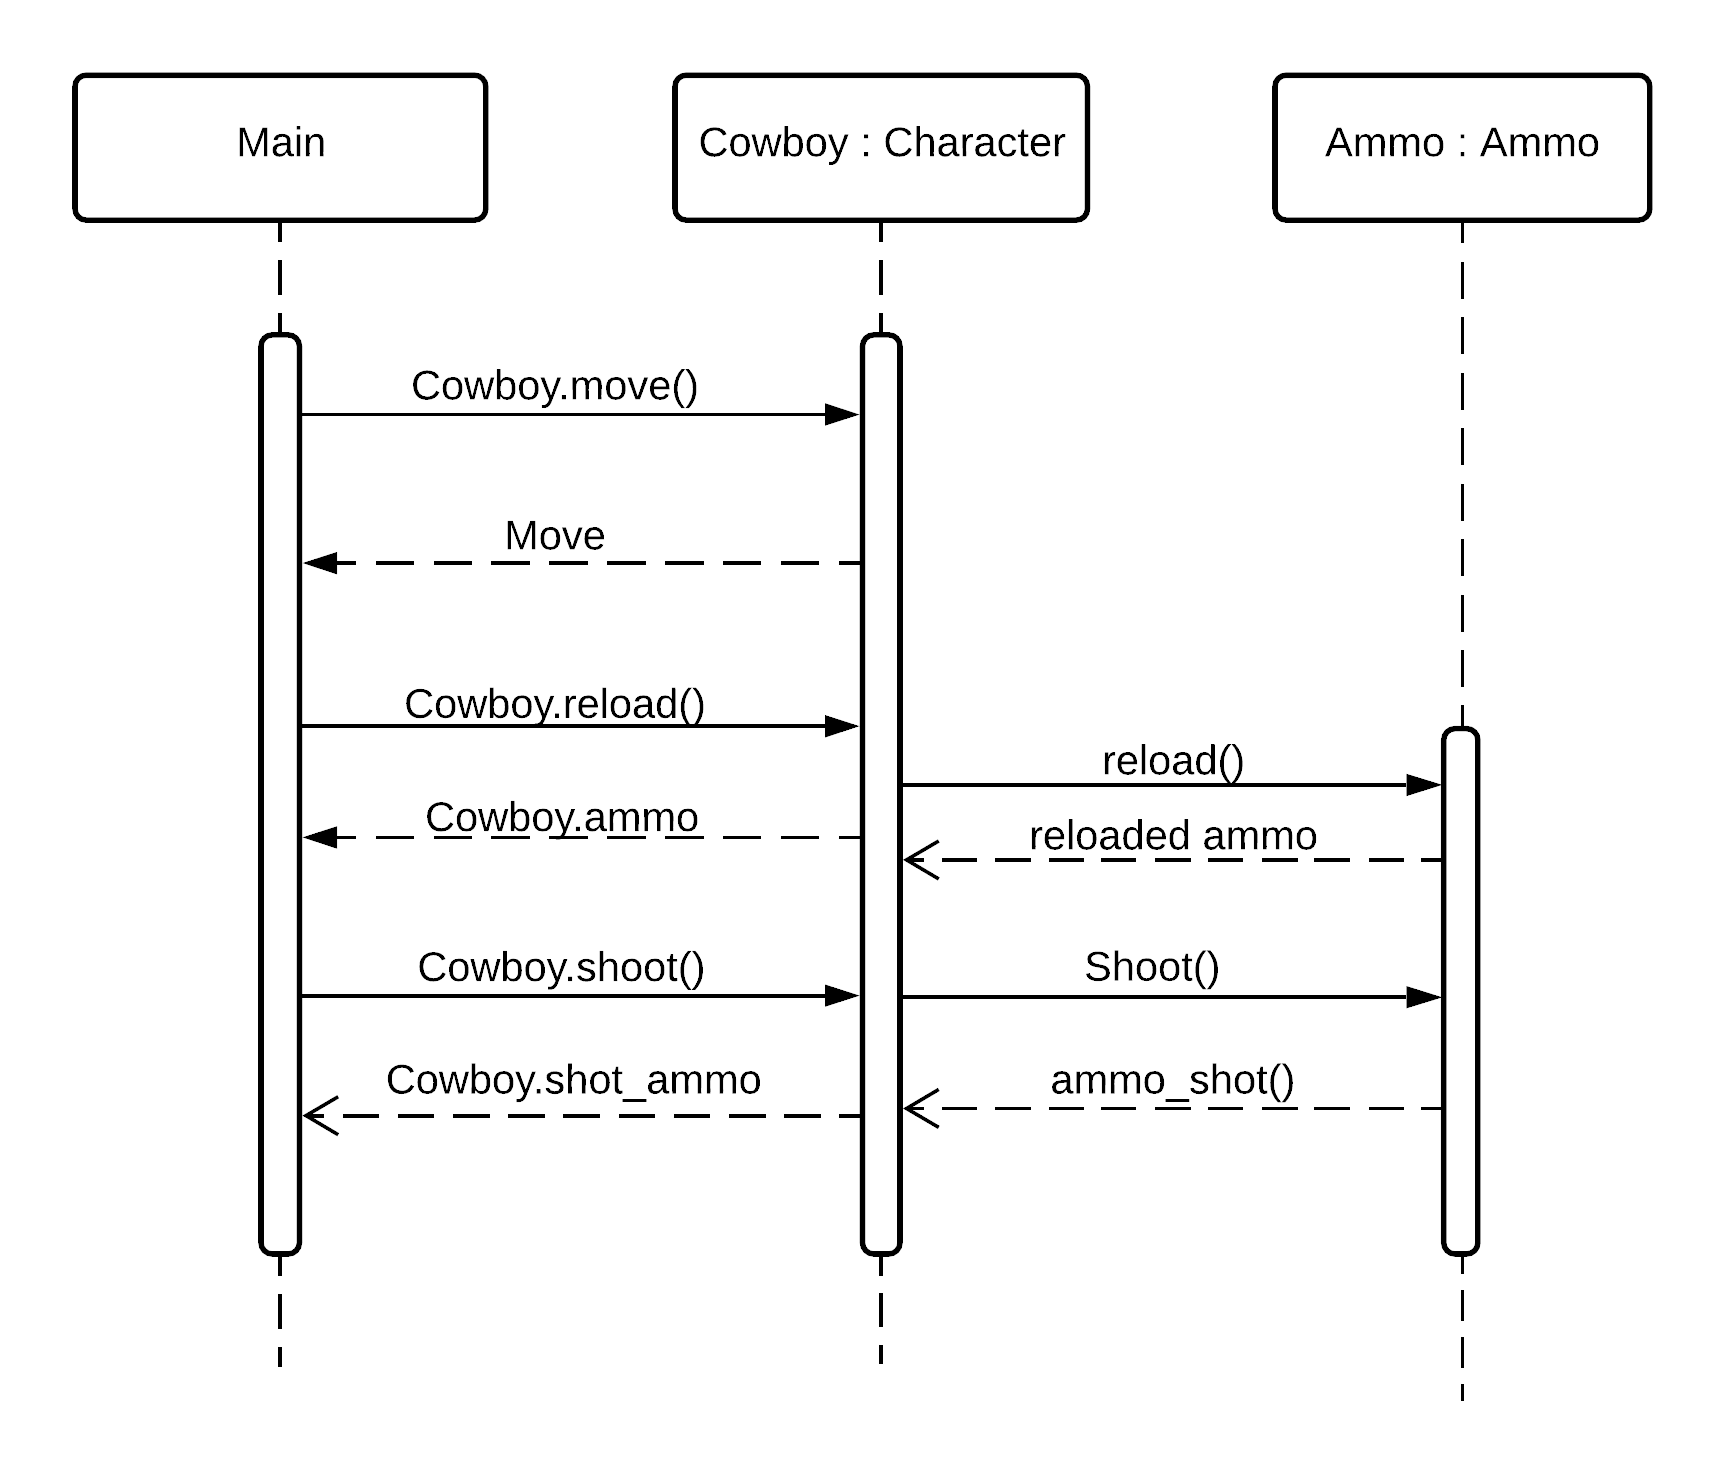 Main
Cowboy : Character
Ammo : Ammo
Cowboy.move()
Move
Cowboy.reload()
reload()
Cowboy.ammo
reloaded ammo
Cowboy.shoot()
Shoot()
Cowboy.shot_ammo
ammo_shot()